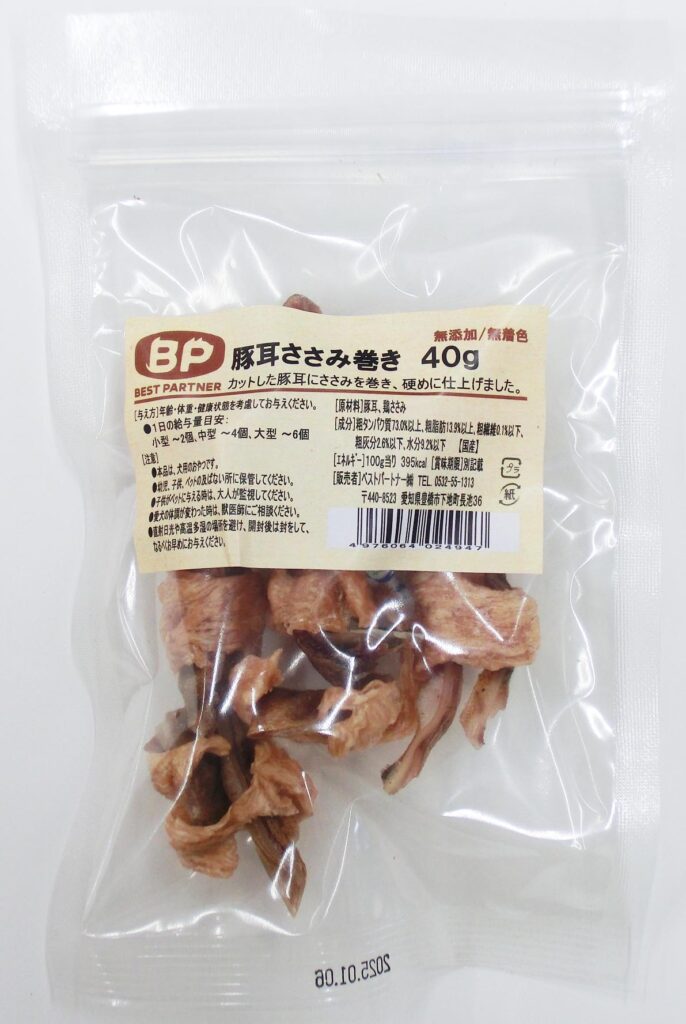 無添加/無着色
BP
BEST PARTNER
豚耳ささみ巻き 40g
カットした豚耳にささみを巻き、硬めに仕上げました。
[与え方]年齢・体重・健康状態を考慮してお与えください。
●1日の給与量目安:
小型 〜2個、中型 〜4個、大型 〜6個
[注意]
●本品は、犬用のおやつです。
●幼児、子供、ペットの及ばない所に保管してください。
●子供がペットに与える時は、大人が監視してください。
●愛犬の体調が変わった時は、獣医師にご相談ください。
●直射日光や高温多湿の場所を避け、開封後は封をして、
なるべくお早めにお与えください。
[原材料]豚耳、鶏ささみ
[成分]粗タンパク質73.0%以上、粗脂肪13.9%以上、粗繊維0.1%以下、
粗灰分2.6%以下、水分9.2%以下 【国産】
[エネルギー]100g当り 395kcal [賞味期限]別記載
[販売者]ベストパートナー㈱ TEL. 0532-55-1313
〒440-8523 愛知県豊橋市下地町長池36
プラ
紙
4 976064 024947
2025.01.06